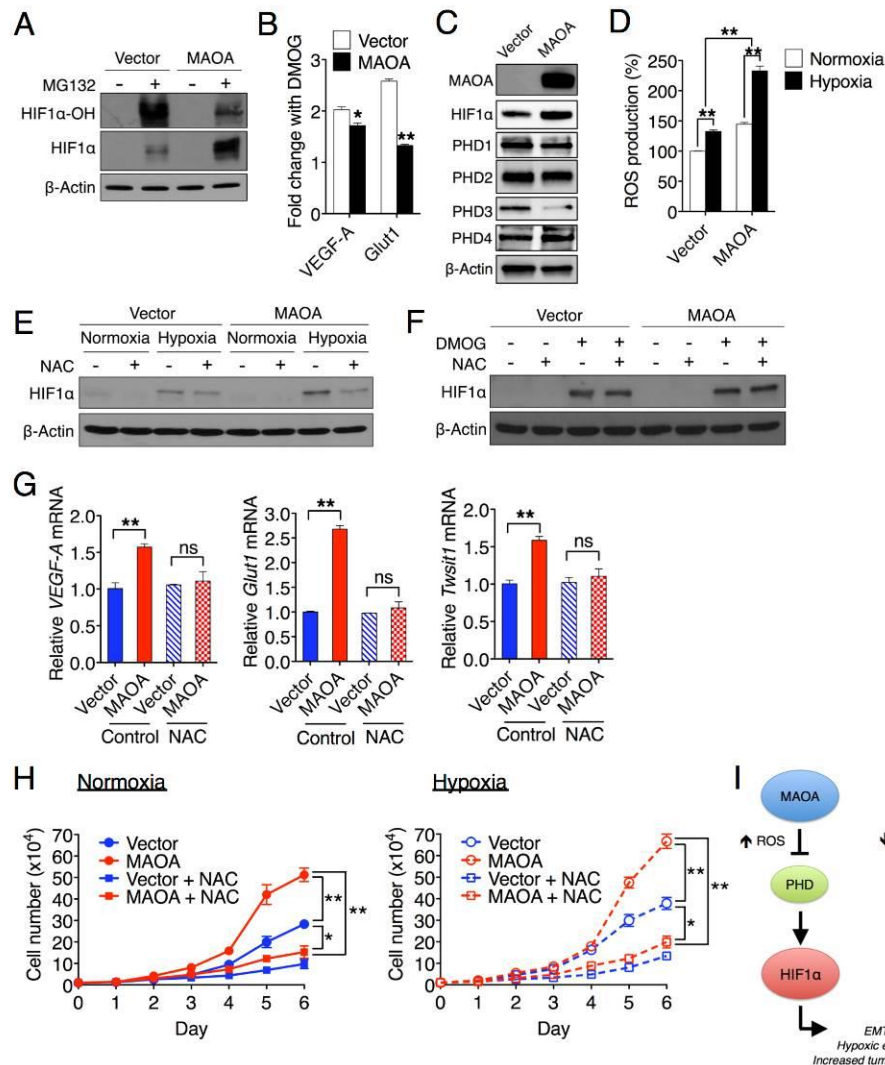 A
Vector MAOA
MG132 - + - +
HIF1α-OH
HIF1α
β-Actin
B
Vector
MAOA
Fold change with DMOG
3
2
1
0
*
**
VEGF-A
Glut1
C
Vector
MAOA
MAOA
HIF1α
PHD1
PHD2
PHD3
PHD4
β-Actin
D
Normoxia
Hypoxia
ROS production (%)
250
200
150
100
50
0
**
**
**
Vector
MAOA
E
Vector MAOA
Normoxia Hypoxia Normoxia Hypoxia
NAC - + - + - + - +
HIF1α
β-Actin
F
Vector MAOA
DMOG - - + + - - + +
NAC - + - + - + - +
HIF1α
β-Actin
G
Relative VEGF-A mRNA
2.0
1.5
1.0
0.5
0.0
**
ns
Vector
MAOA
Vector
MAOA
Control NAC
Relative Glut1 mRNA
3.0
2.5
2.0
1.5
1.0
0.5
0.0
**
ns
Vector
MAOA
Vector
MAOA
Control NAC
Relative Twsit1 mRNA
2.0
1.5
1.0
0.5
0.0
**
ns
Vector
MAOA
Vector
MAOA
Control NAC
H
Normoxia
Cell number (x10⁴)
70
60
50
40
30
20
10
0
Vector
MAOA
Vector + NAC
MAOA + NAC
**
*
**
0 1 2 3 4 5 6
Day
Hypoxia
Cell number (x10⁴)
70
60
50
40
30
20
10
0
Vector
MAOA
Vector + NAC
MAOA + NAC
**
*
**
0 1 2 3 4 5 6
Day
I
MAOA
ROS
PHD
HIF1α
EMT
Hypoxic e
Increased tum